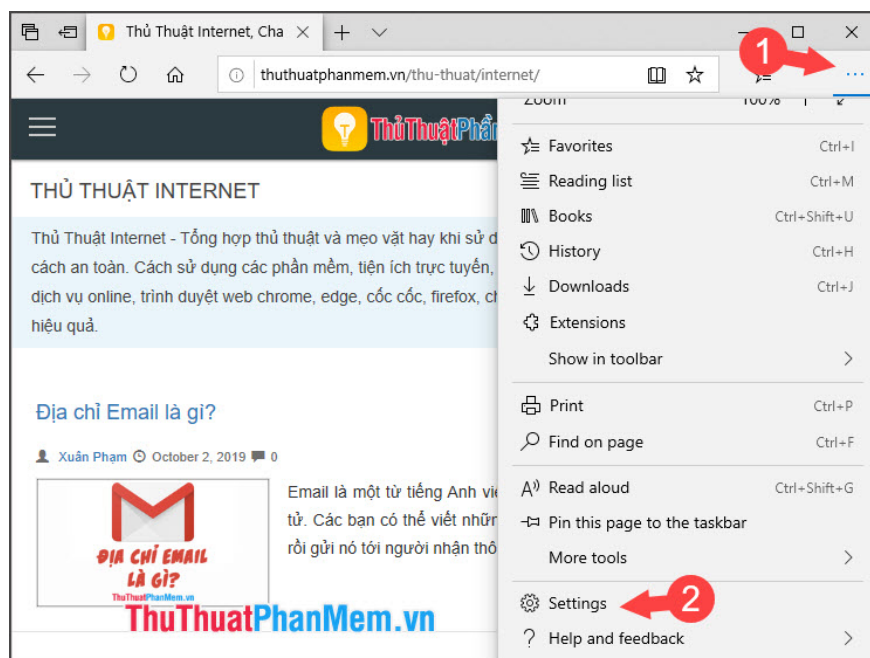 Thủ Thuật Internet, Cha
1
thuthuatphanmem.vn/thu-thuat/internet/
Zoom 100%
ThủThuậtPhần
Favorites Ctrl+I
Reading list Ctrl+M
Books Ctrl+Shift+U
History Ctrl+H
Downloads Ctrl+J
Extensions
Show in toolbar
Print Ctrl+P
Find on page Ctrl+F
Read aloud Ctrl+Shift+G
Pin this page to the taskbar
More tools
Settings 2
Help and feedback
THỦ THUẬT INTERNET
Thủ Thuật Internet - Tổng hợp thủ thuật và mẹo vặt hay khi sử d
cách an toàn. Cách sử dụng các phần mềm, tiện ích trực tuyến,
dịch vụ online, trình duyệt web chrome, edge, cốc cốc, firefox, ch
hiệu quả.
Địa chỉ Email là gì?
Xuân Phạm October 2, 2019 0
ĐỊA CHỈ EMAIL
LÀ GÌ?
ThuThuatPhanMem.vn
Email là một từ tiếng Anh viê
tử. Các bạn có thể viết nhữn
rồi gửi nó tới người nhận thô
ThuThuatPhanMem.vn